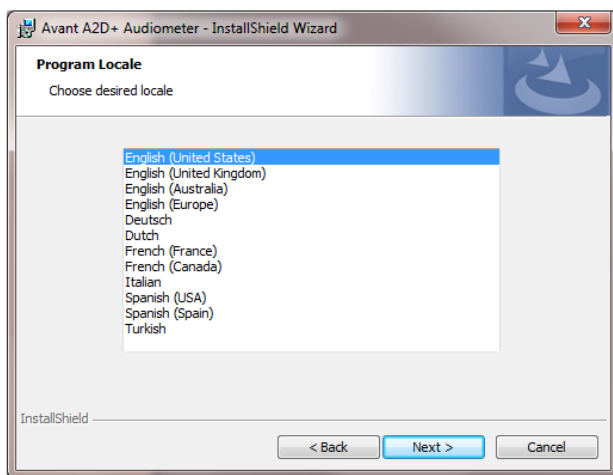 Avant A2D+ Audiometer - InstallShield Wizard
Program Locale
Choose desired locale
English (United States)
English (United Kingdom)
English (Australia)
English (Europe)
Deutsch
Dutch
French (France)
French (Canada)
Italian
Spanish (USA)
Spanish (Spain)
Turkish
InstallShield
< Back Next > Cancel